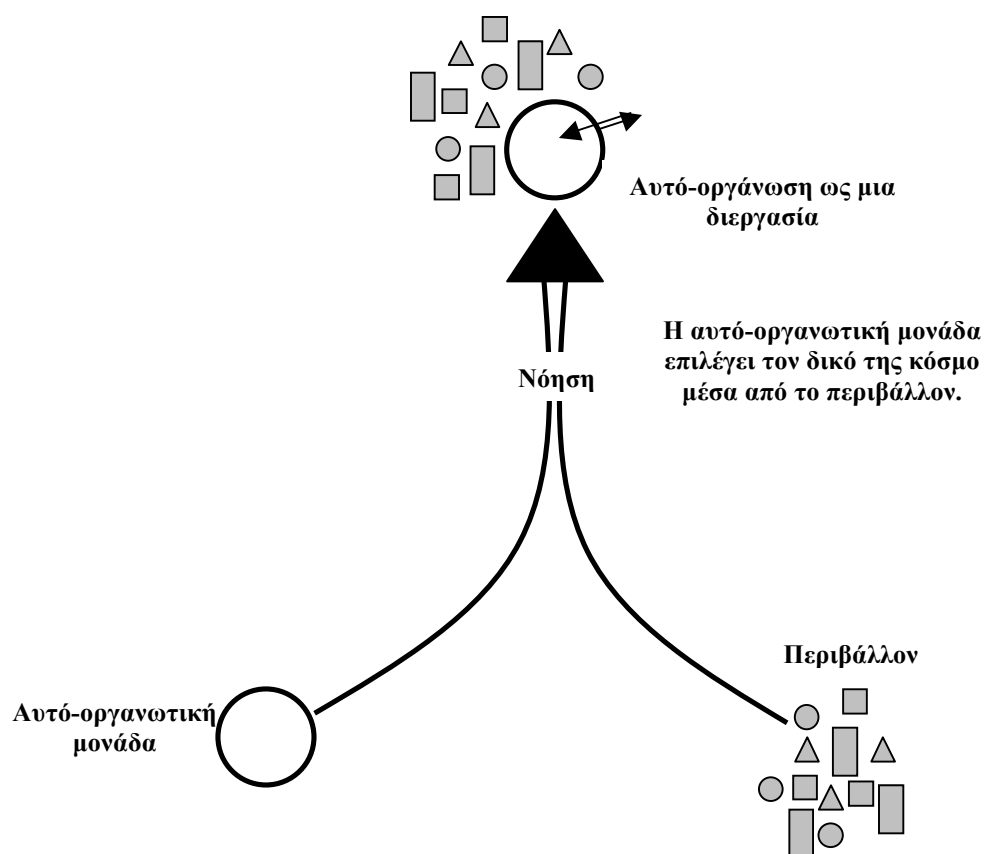 Αυτό-οργάνωση ως μια
διεργασία
Η αυτό-οργανωτική μονάδα
επιλέγει τον δικό της κόσμο
μέσα από το περιβάλλον.
Νόηση
Περιβάλλον
Αυτό-οργανωτική
μονάδα